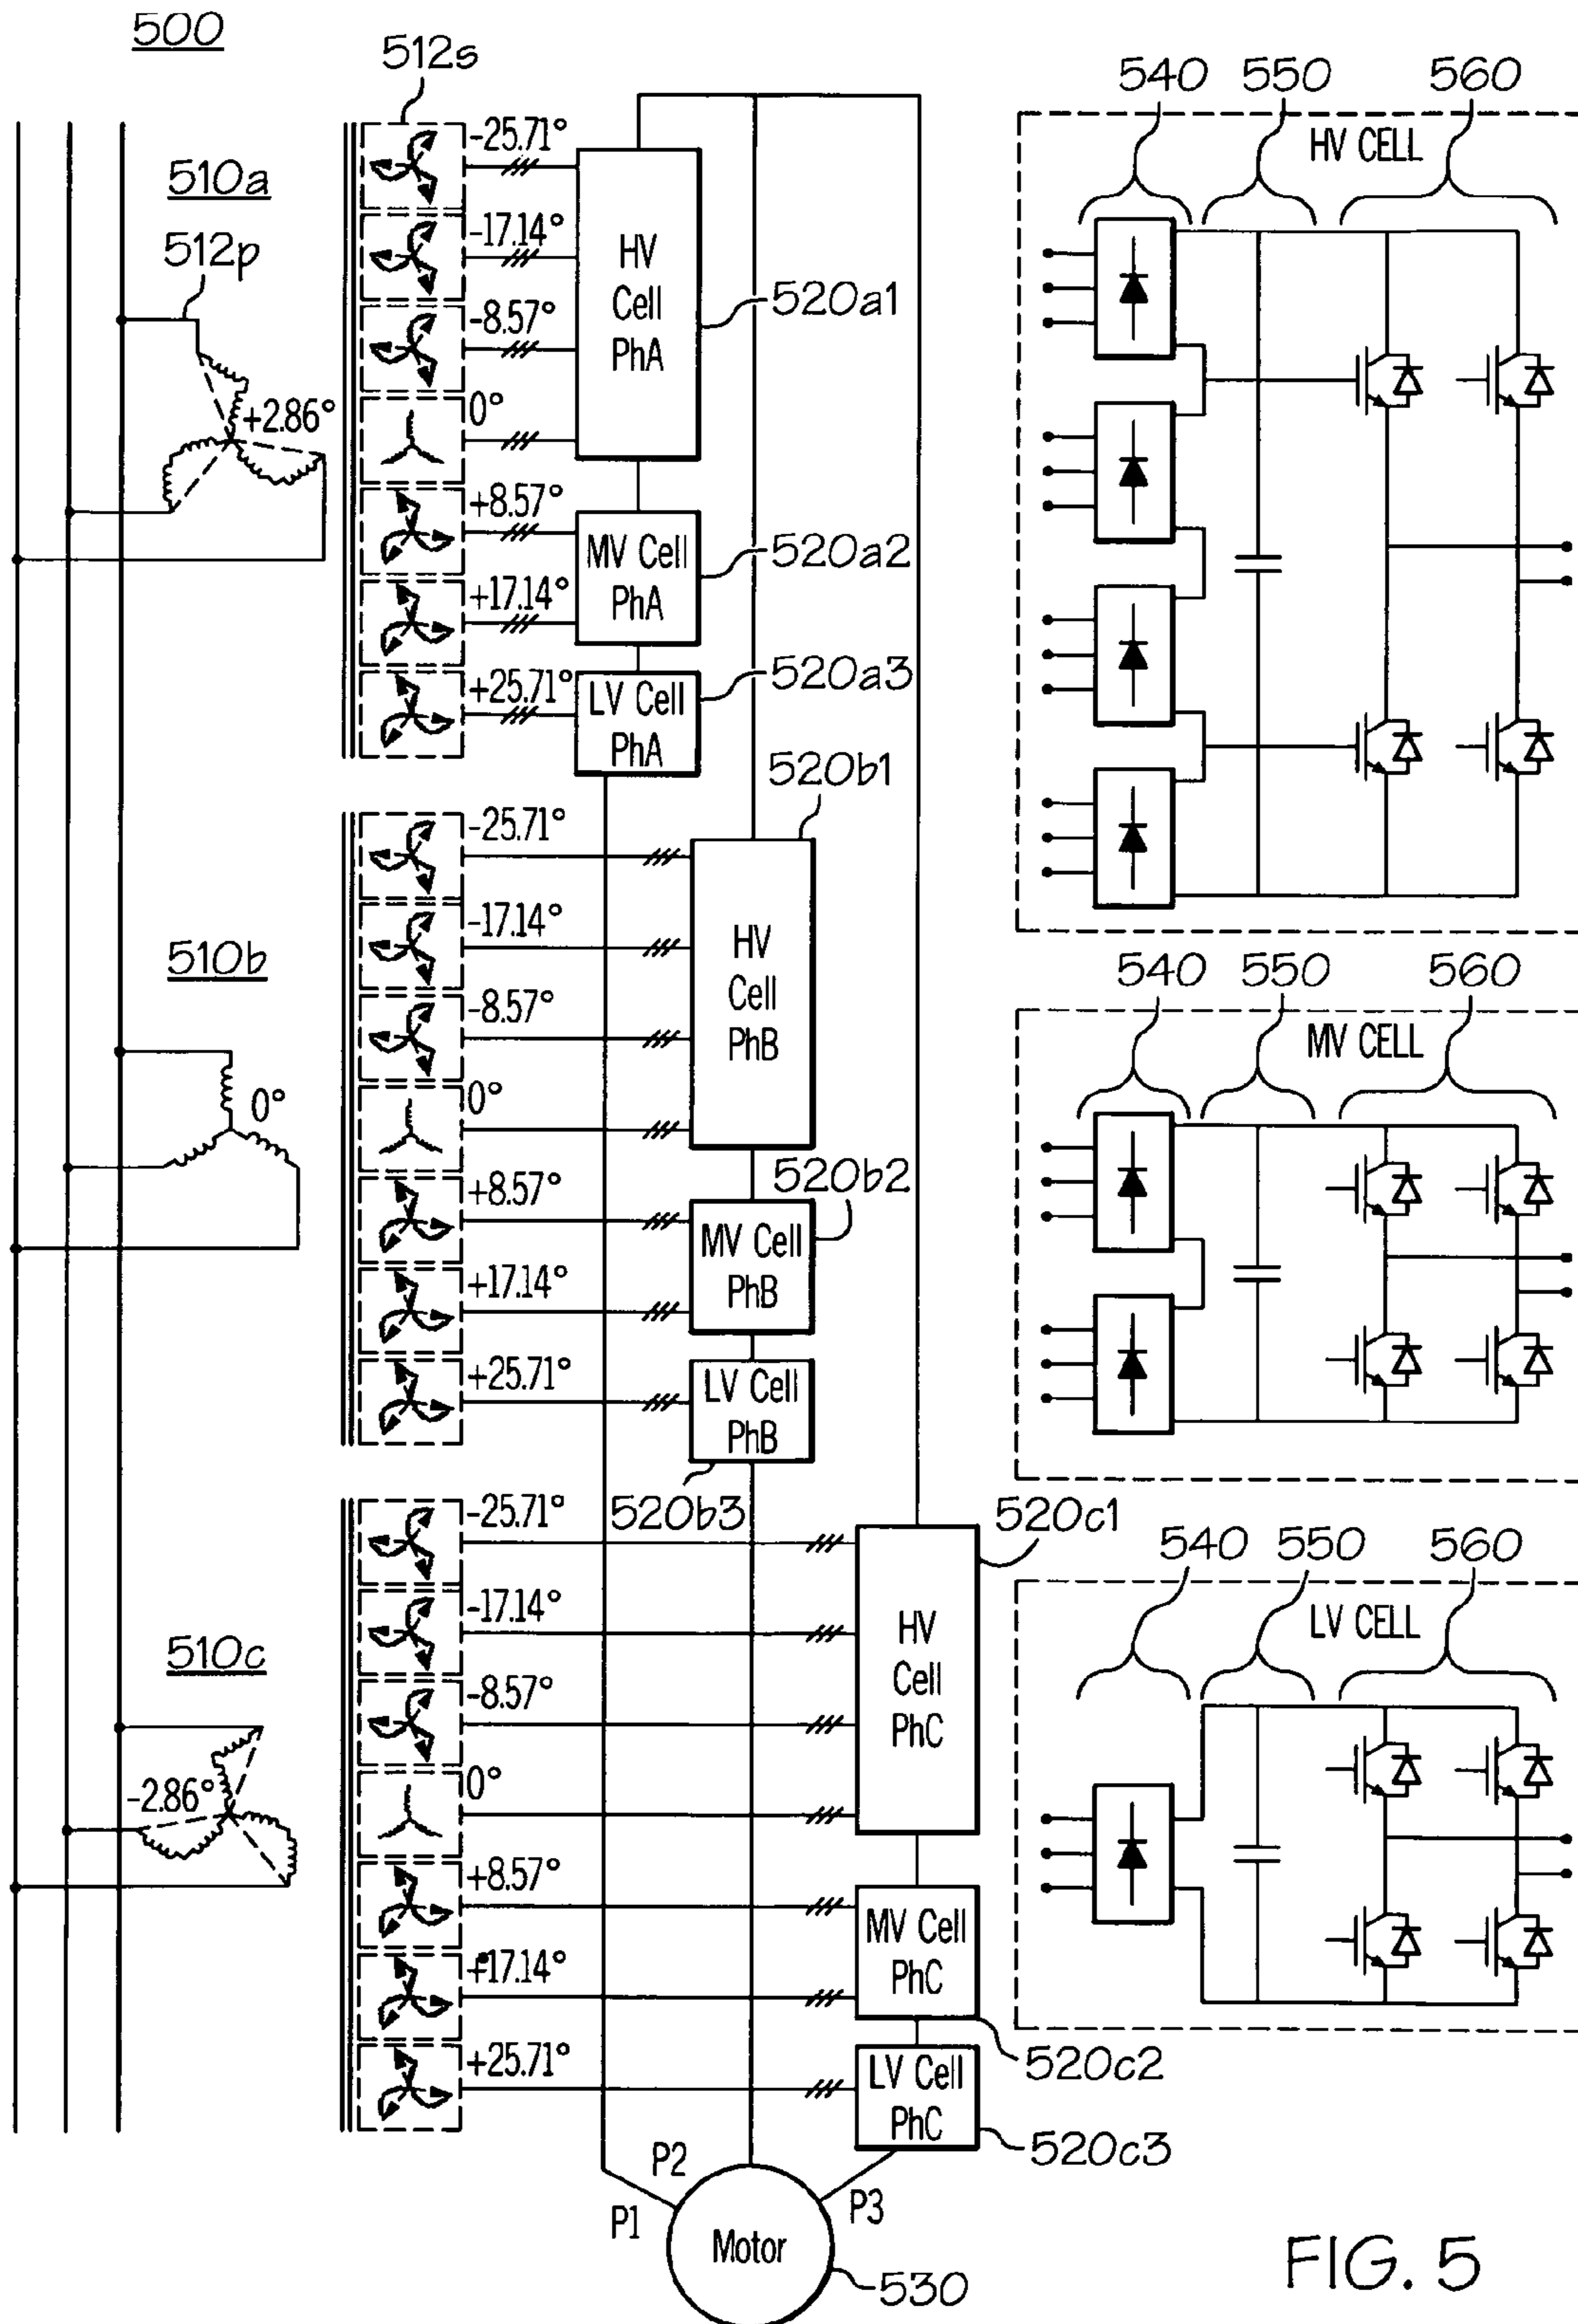 500
512s
510a
512p
+2.86°
-25.71°
-17.14°
-8.57°
0°
+8.57°
+17.14°
+25.71°
HV
Cell
PhA
520a1
MV Cell
PhA
520a2
LV Cell
PhA
520a3
510b
0°
-25.71°
-17.14°
-8.57°
0°
+8.57°
+17.14°
+25.71°
520b1
HV
Cell
PhB
520b2
MV Cell
PhB
LV Cell
PhB
520b3
510c
-2.86°
-25.71°
-17.14°
-8.57°
0°
+8.57°
+17.14°
+25.71°
520c1
HV
Cell
PhC
MV Cell
PhC
520c2
LV Cell
PhC
520c3
P1
P2
P3
Motor
530
540 550 560
HV CELL
540 550 560
MV CELL
540 550 560
LV CELL
FIG. 5